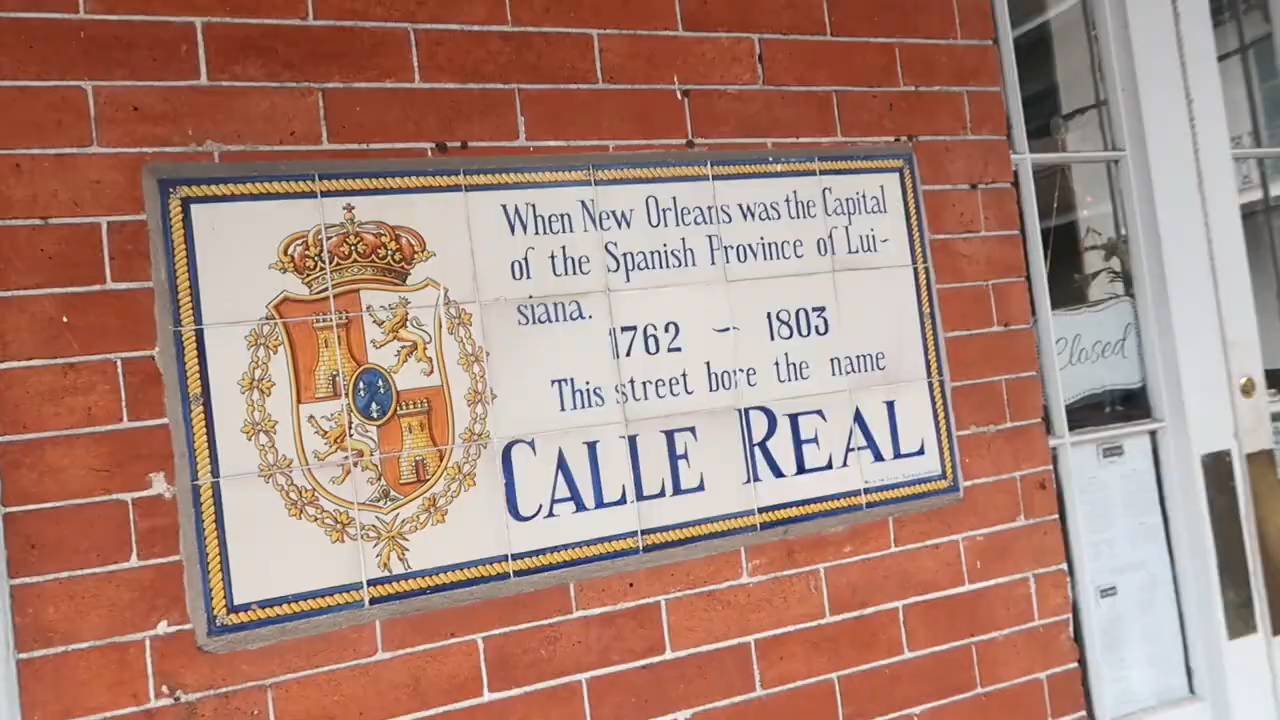 When New Orleans was the Capital
of the Spanish Province of Lui-
siana.
1762 - 1803
This street bore the name
CALLE REAL
Closed